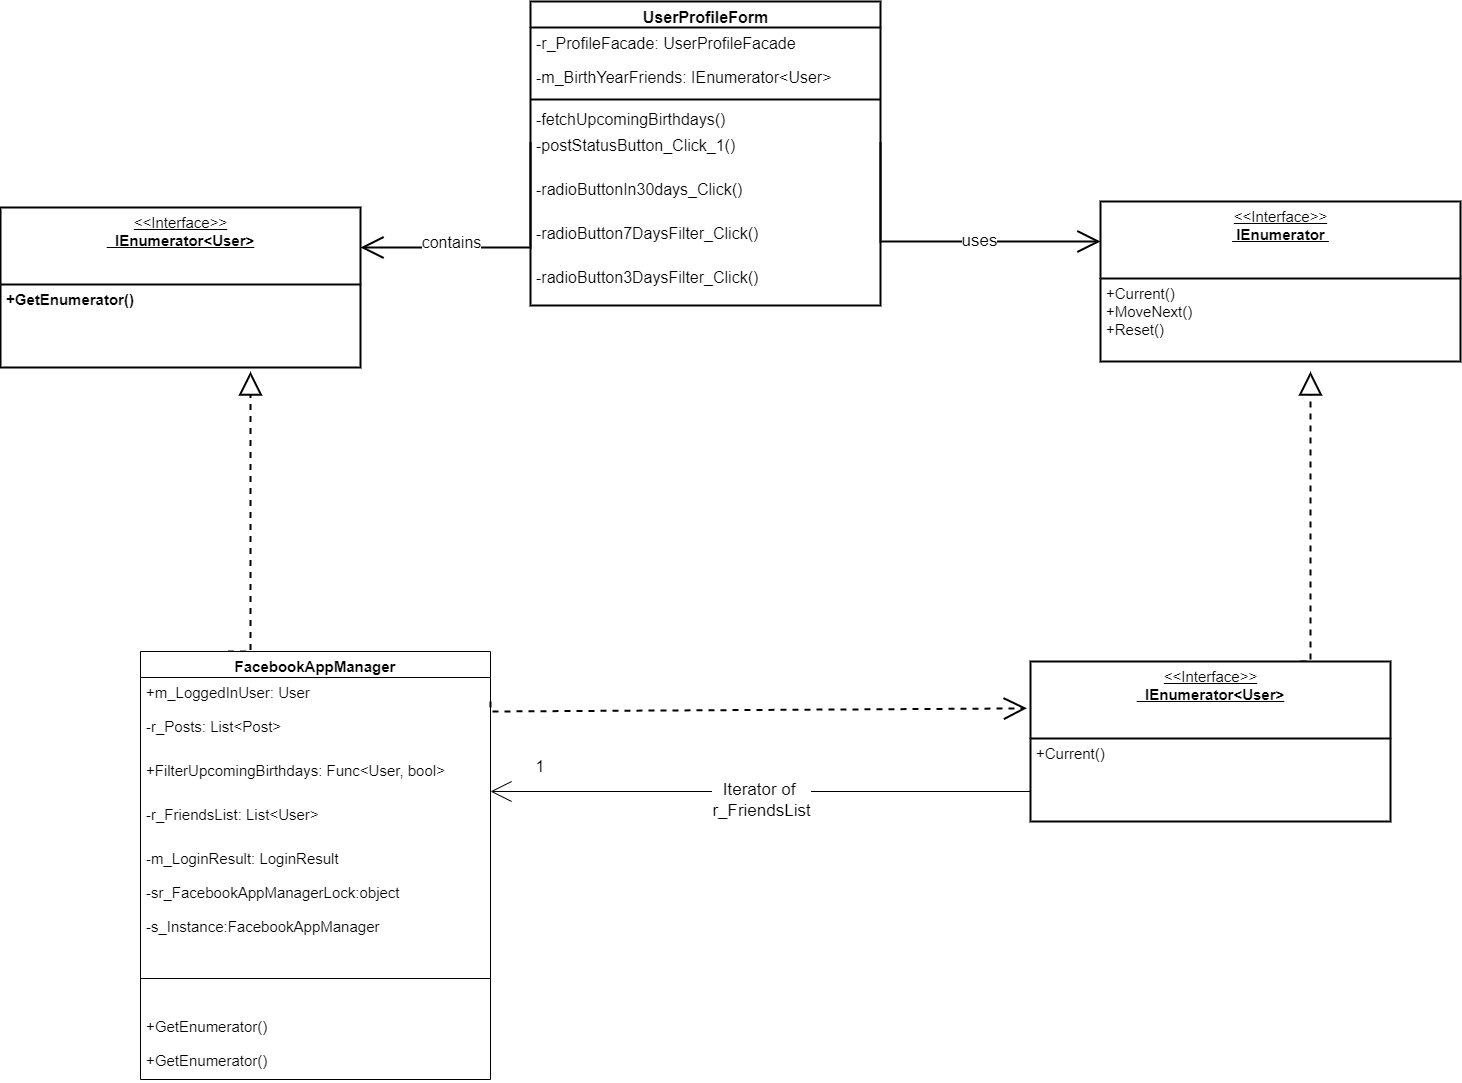 UserProfileForm
-r_ProfileFacade: UserProfileFacade
-m_BirthYearFriends: IEnumerator<User>
-fetchUpcomingBirthdays()
-postStatusButton_Click_1()
-radioButtonIn30days_Click()
-radioButton7DaysFilter_Click()
-radioButton3DaysFilter_Click()
<<Interface>>
IEnumerator<User>
+GetEnumerator()
contains
uses
<<Interface>>
IEnumerator
+Current()
+MoveNext()
+Reset()
FacebookAppManager
+m_LoggedInUser: User
-r_Posts: List<Post>
+FilterUpcomingBirthdays: Func<User, bool>
-r_FriendsList: List<User>
-m_LoginResult: LoginResult
-sr_FacebookAppManagerLock:object
-s_Instance:FacebookAppManager
+GetEnumerator()
+GetEnumerator()
1
Iterator of
r_FriendsList
<<Interface>>
IEnumerator<User>
+Current()